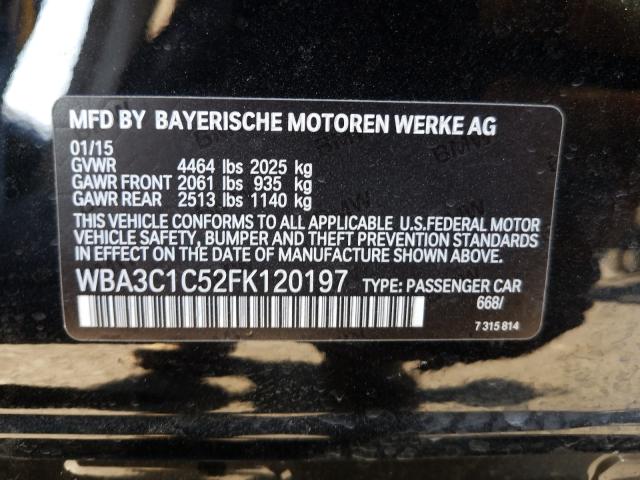 MFD BY BAYERISCHE MOTOREN WERKE AG
01/15
GVWR 4464 lbs 2025 kg
GAWR FRONT 2061 lbs 935 kg
GAWR REAR 2513 lbs 1140 kg
THIS VEHICLE CONFORMS TO ALL APPLICABLE U.S.FEDERAL MOTOR
VEHICLE SAFETY, BUMPER AND THEFT PREVENTION STANDARDS
IN EFFECT ON THE DATE OF MANUFACTURE SHOWN ABOVE.
WBA3C1C52FK120197 TYPE: PASSENGER CAR
668/
7 315 814